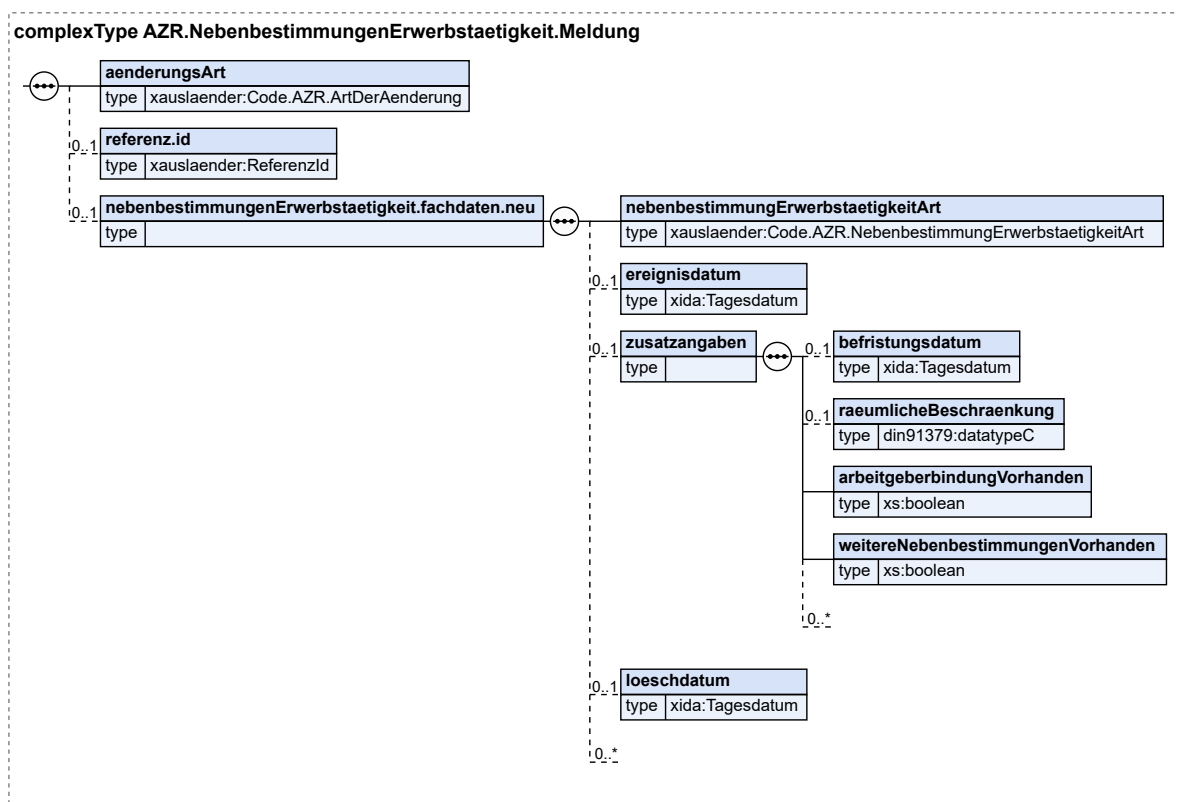 complexType AZR.NebenbestimmungenErwerbstaetigkeit.Meldung
aenderungsArt
type xauslaender:Code.AZR.ArtDerAenderung
0..1 referenz.id
type xauslaender:ReferenzId
0..1 nebenbestimmungenErwerbstaetigkeit.fachdaten.neu
type
nebenbestimmungErwerbstaetigkeitArt
type xauslaender:Code.AZR.NebenbestimmungErwerbstaetigkeitArt
0..1 ereignisdatum
type xida:Tagesdatum
0..1 zusatzangaben
type
0..1 befristungsdatum
type xida:Tagesdatum
0..1 raeumlicheBeschraenkung
type din91379:datatypeC
arbeitgeberbindungVorhanden
type xs:boolean
weitereNebenbestimmungenVorhanden
type xs:boolean
0..*
0..1 loeschdatum
type xida:Tagesdatum
0..*